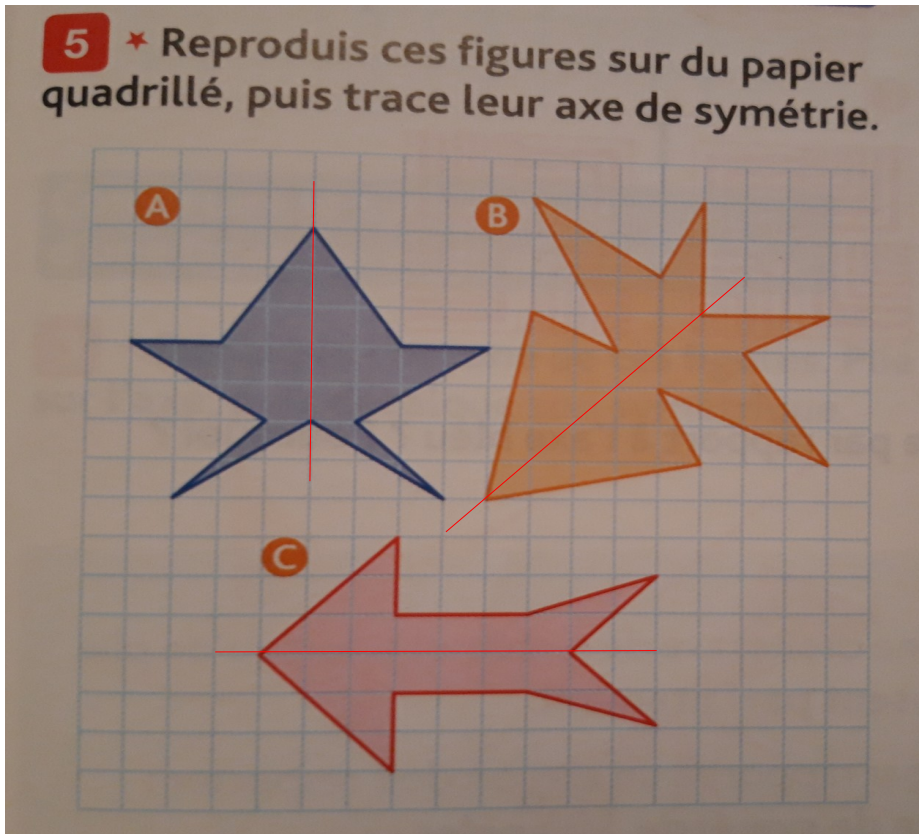 5 * Reproduis ces figures sur du papier
quadrillé, puis trace leur axe de symétrie.
A
B
C